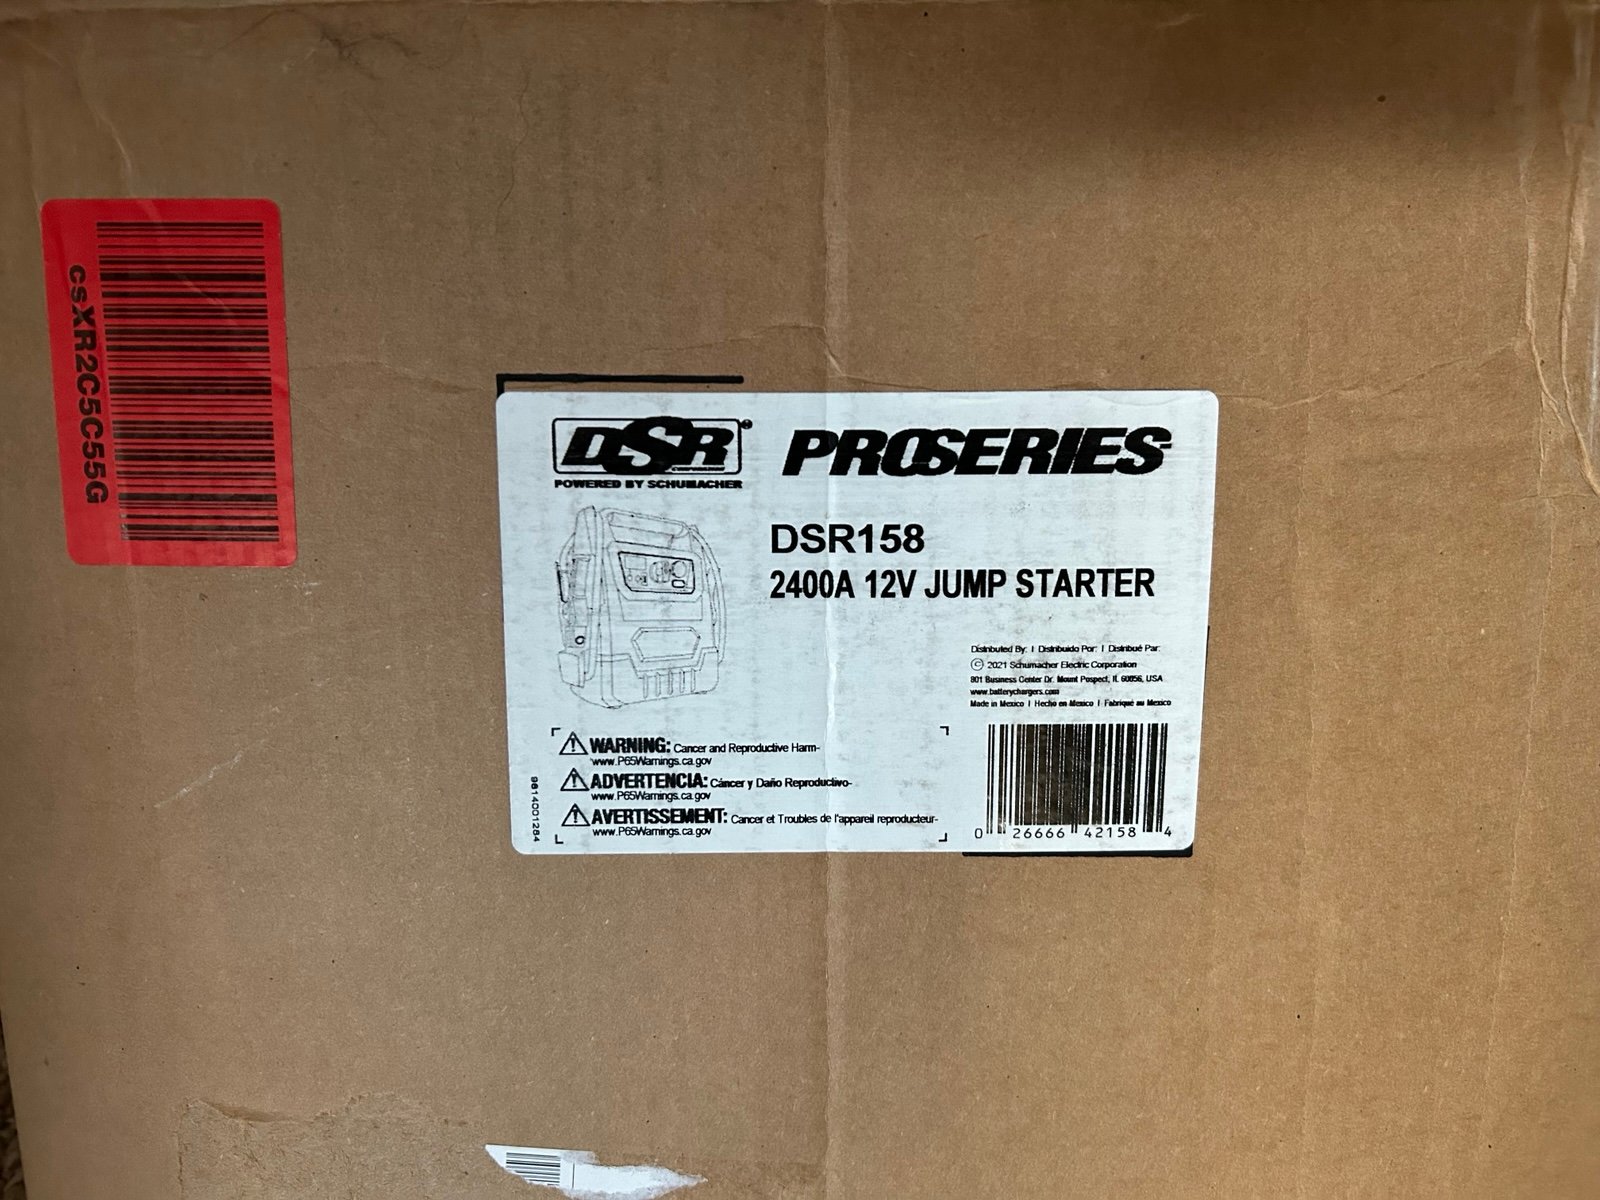 csXR2C5C55G
DSR
POWERED BY SCHUMACHER
PROSERIES
DSR158
2400A 12V JUMP STARTER
Distributed By: I Distribuido Por: I Distribué Par:
© 2021 Schumacher Electric Corporation
801 Business Center Dr. Mount Pospect, IL 60056, USA
www.batterychargers.com
Made in Mexico I Hecho en Mexico I Fabriqué au Mexico
WARNING: Cancer and Reproductive Harm-
www.P65Warnings.ca.gov
ADVERTENCIA: Cáncer y Daño Reproductivo-
www.P65Warnings.ca.gov
AVERTISSEMENT: Cancer et Troubles de l'appareil reproducteur-
www.P65Warnings.ca.gov
9814001284
0 26666 42158 4